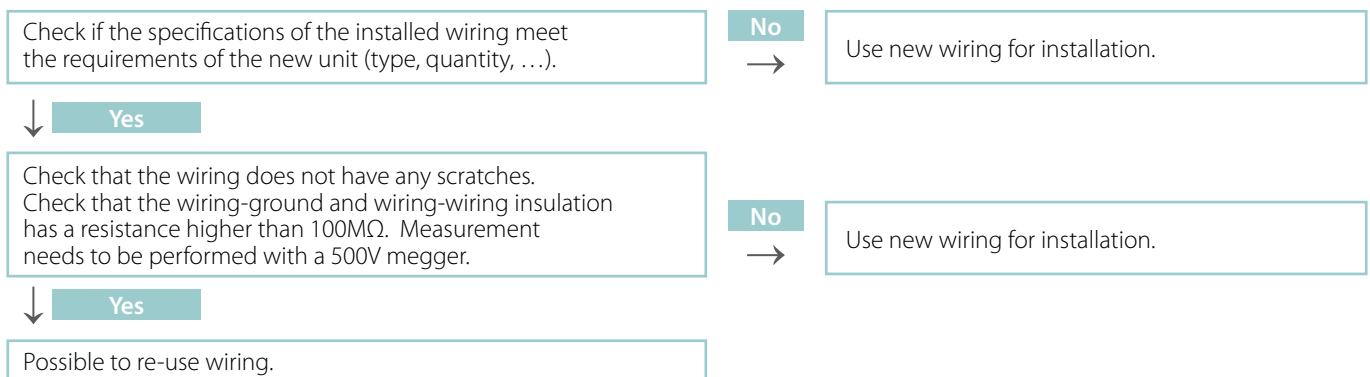 Check if the specifications of the installed wiring meet
the requirements of the new unit (type, quantity, …).
No
→
Use new wiring for installation.
↓ Yes
Check that the wiring does not have any scratches.
Check that the wiring-ground and wiring-wiring insulation
has a resistance higher than 100MΩ. Measurement
needs to be performed with a 500V megger.
No
→
Use new wiring for installation.
↓ Yes
Possible to re-use wiring.